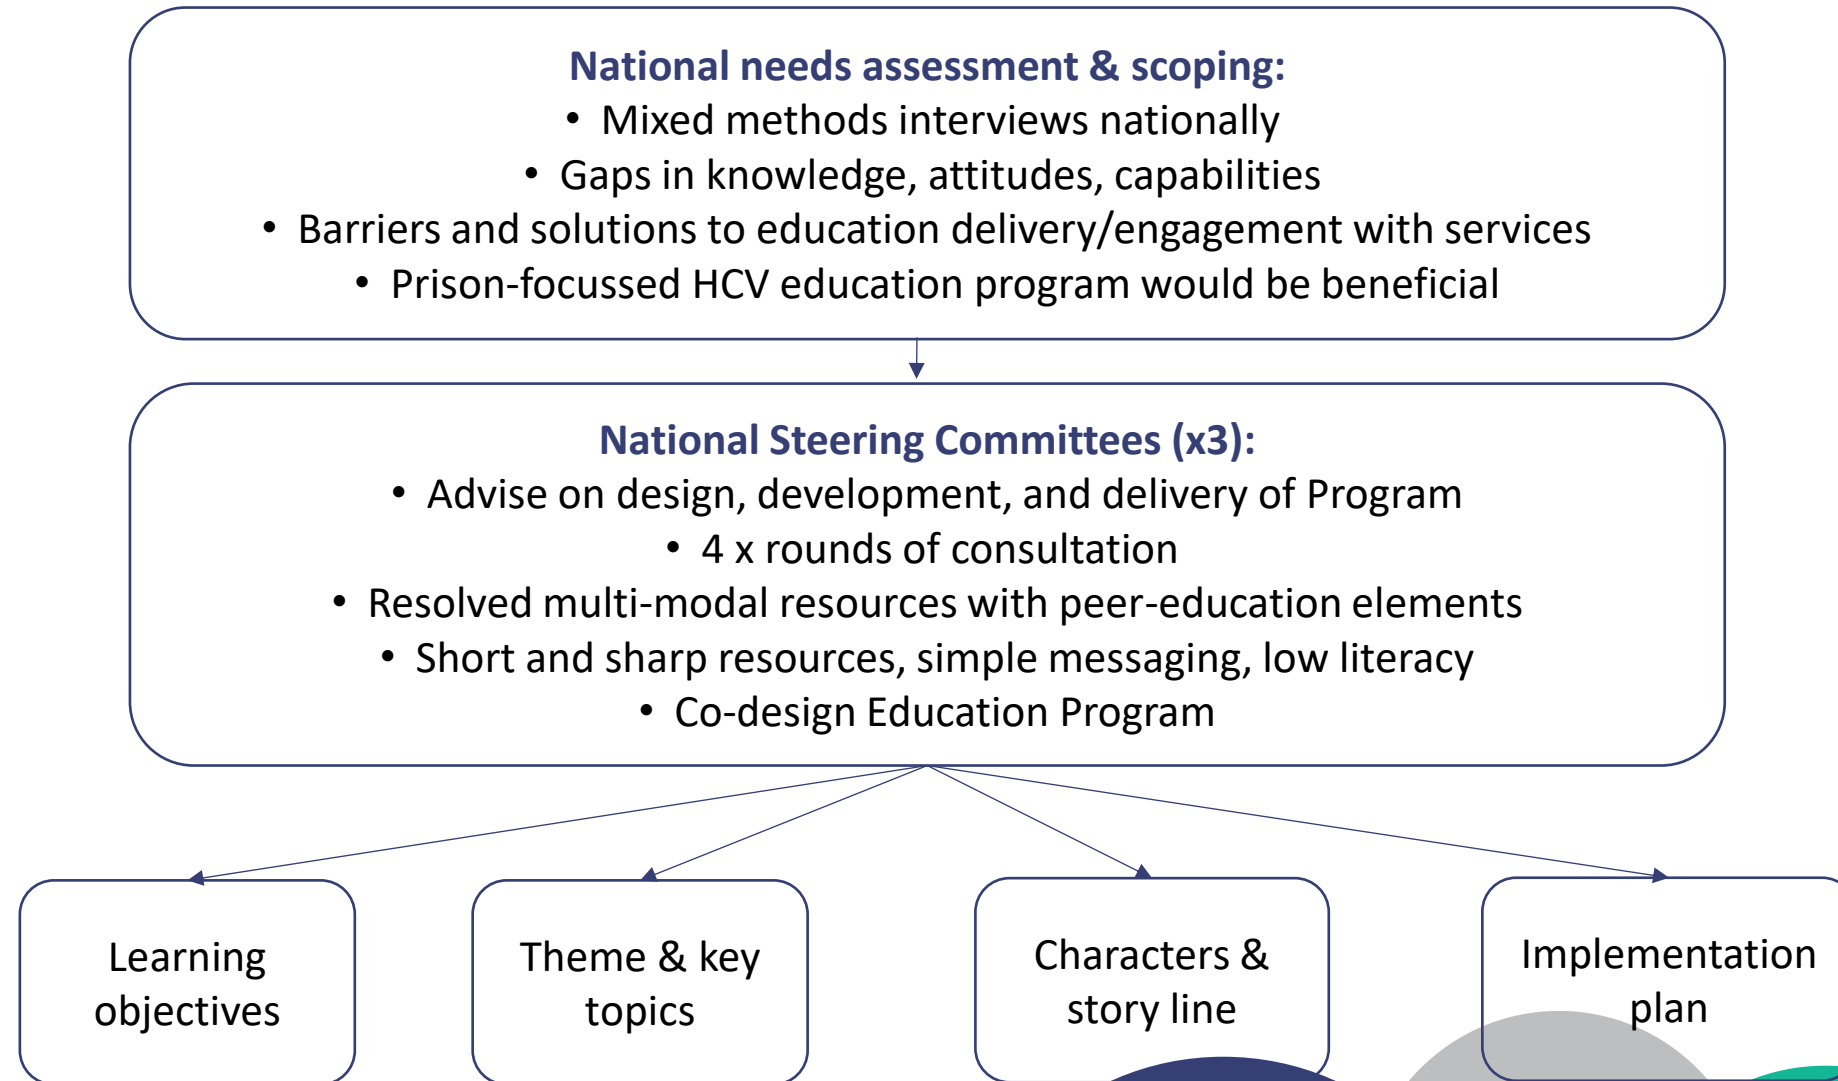 National needs assessment & scoping:
• Mixed methods interviews nationally
• Gaps in knowledge, attitudes, capabilities
• Barriers and solutions to education delivery/engagement with services
• Prison-focussed HCV education program would be beneficial
National Steering Committees (x3):
• Advise on design, development, and delivery of Program
• 4 x rounds of consultation
• Resolved multi-modal resources with peer-education elements
• Short and sharp resources, simple messaging, low literacy
• Co-design Education Program
Learning
objectives
Theme & key
topics
Characters &
story line
Implementation
plan